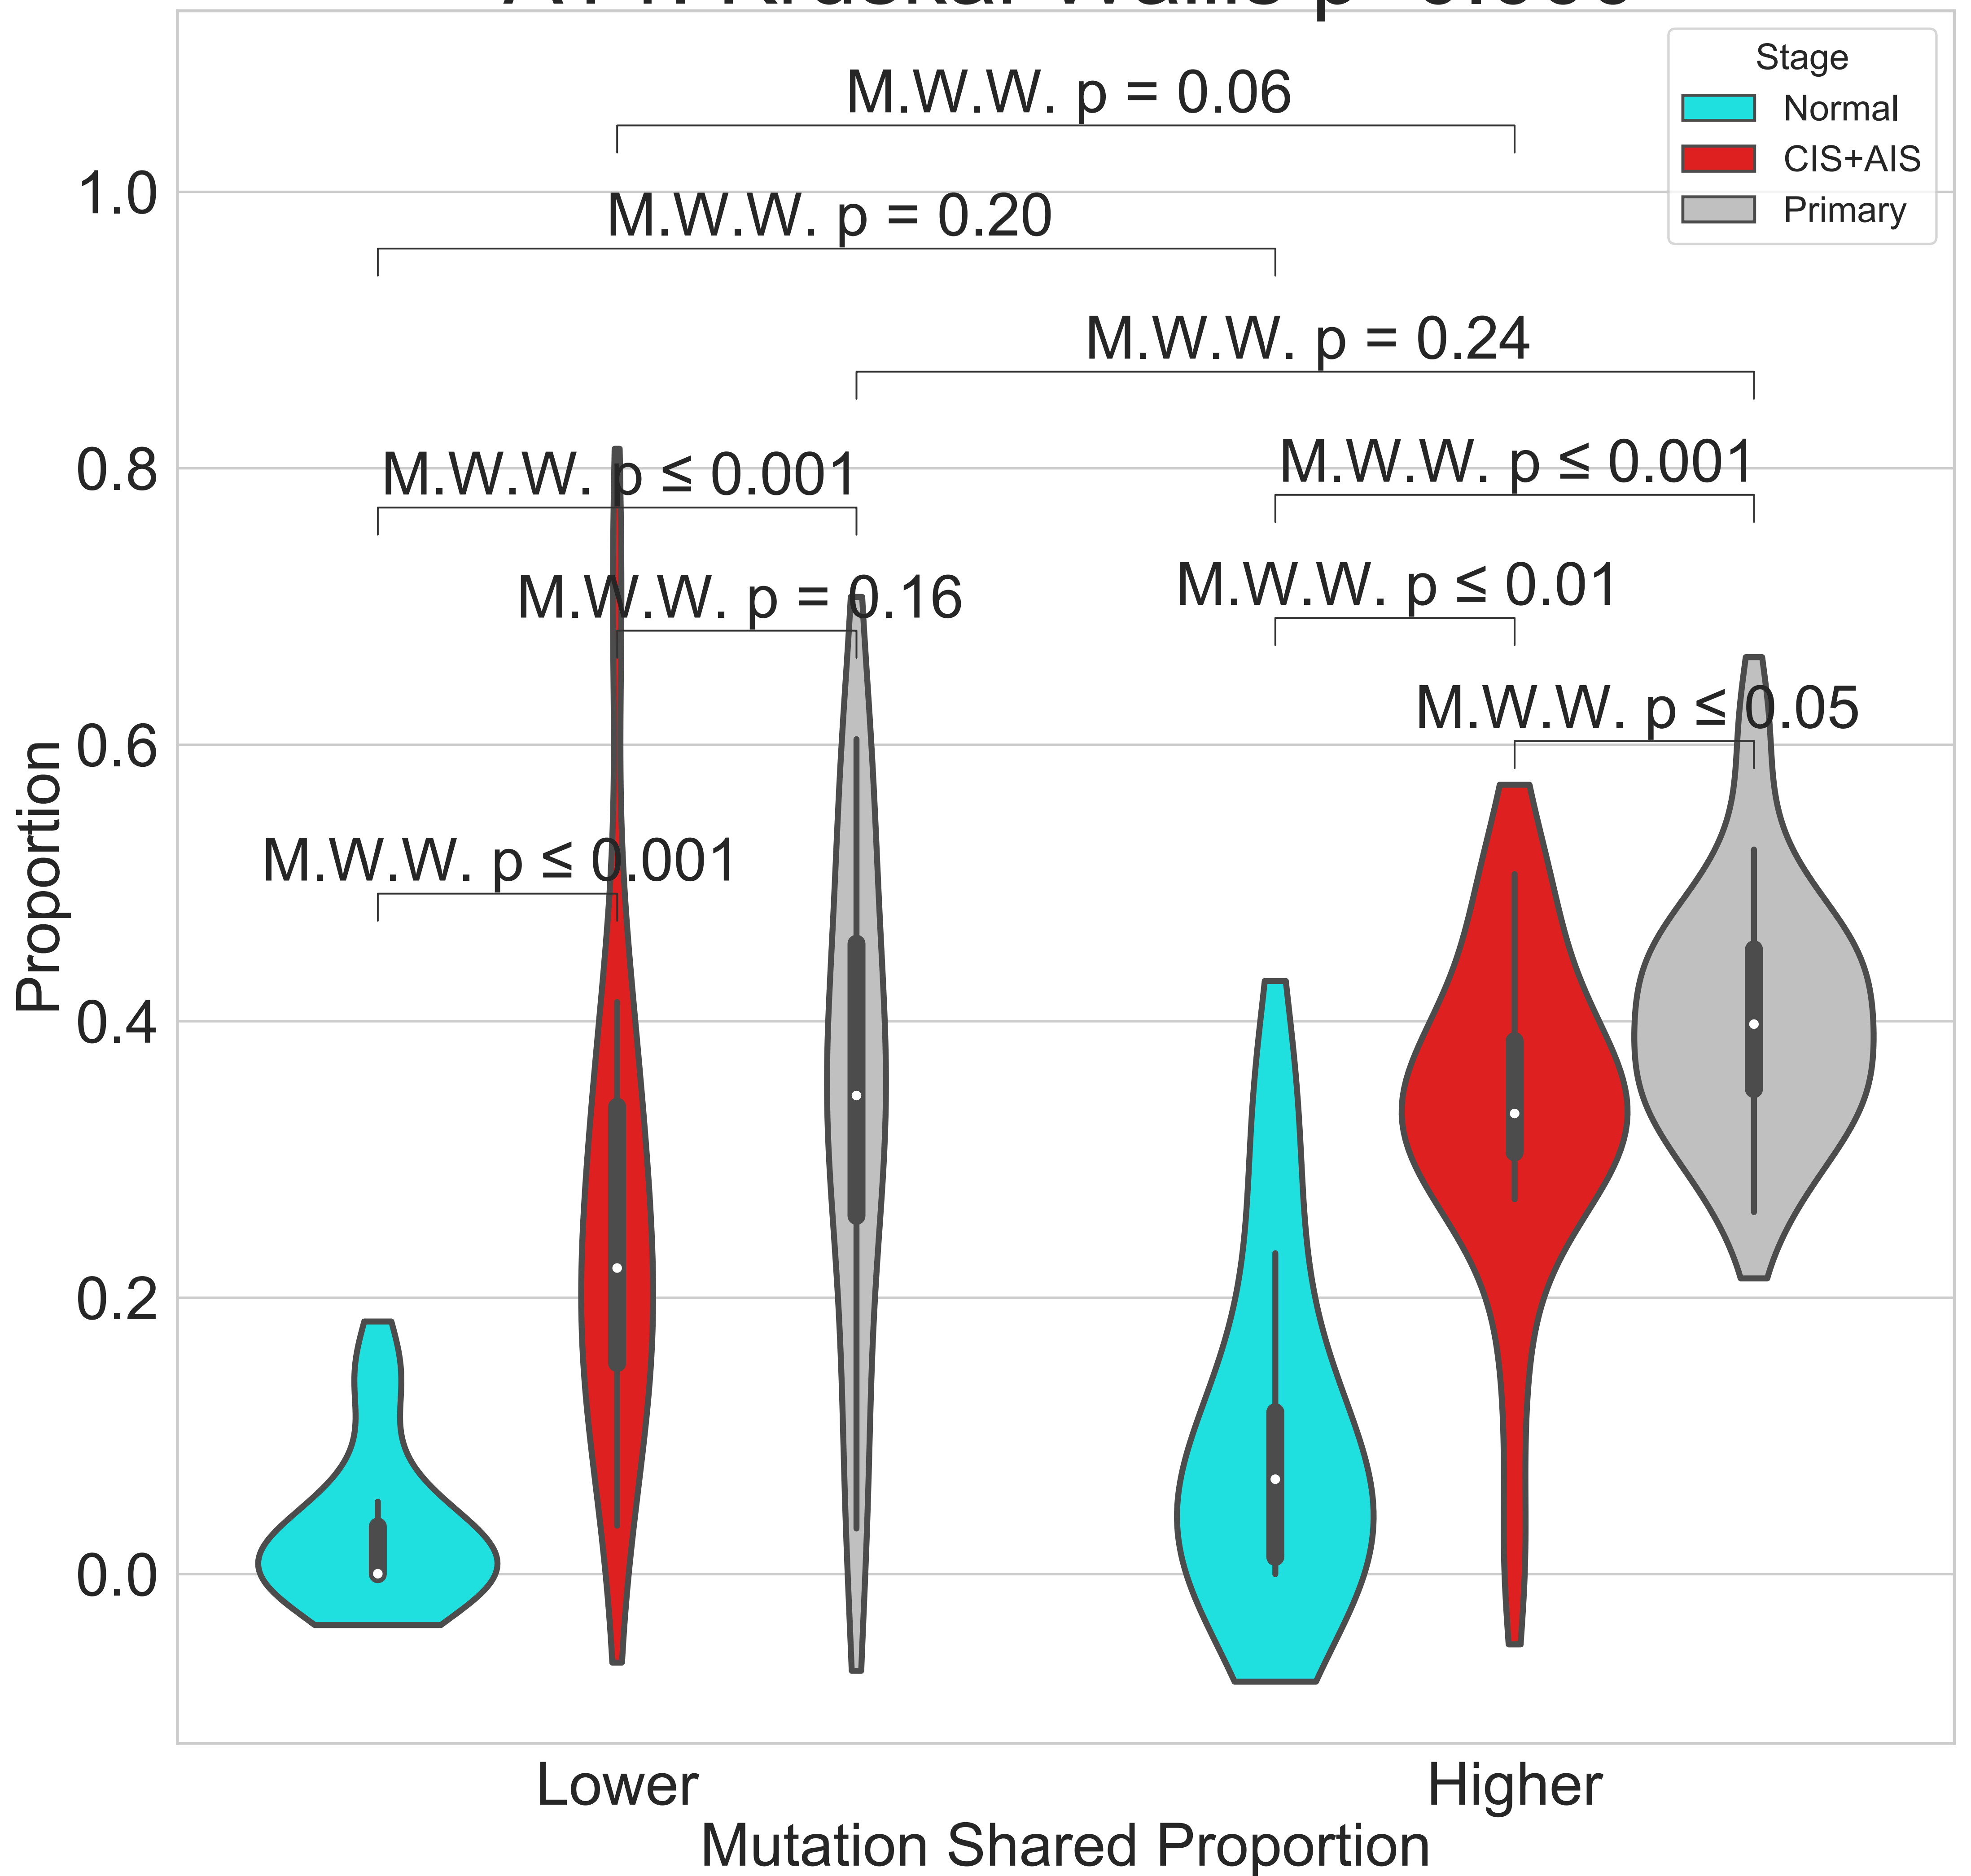 Stage
Normal
CIS+AIS
Primary
M.W.W. p = 0.06
1.0
M.W.W. p = 0.20
M.W.W. p = 0.24
0.8
M.W.W. p ≤ 0.001
M.W.W. p ≤ 0.001
M.W.W. p = 0.16
M.W.W. p ≤ 0.01
M.W.W. p ≤ 0.05
0.6
M.W.W. p ≤ 0.001
Proportion
0.4
0.2
0.0
Lower
Higher
Mutation Shared Proportion